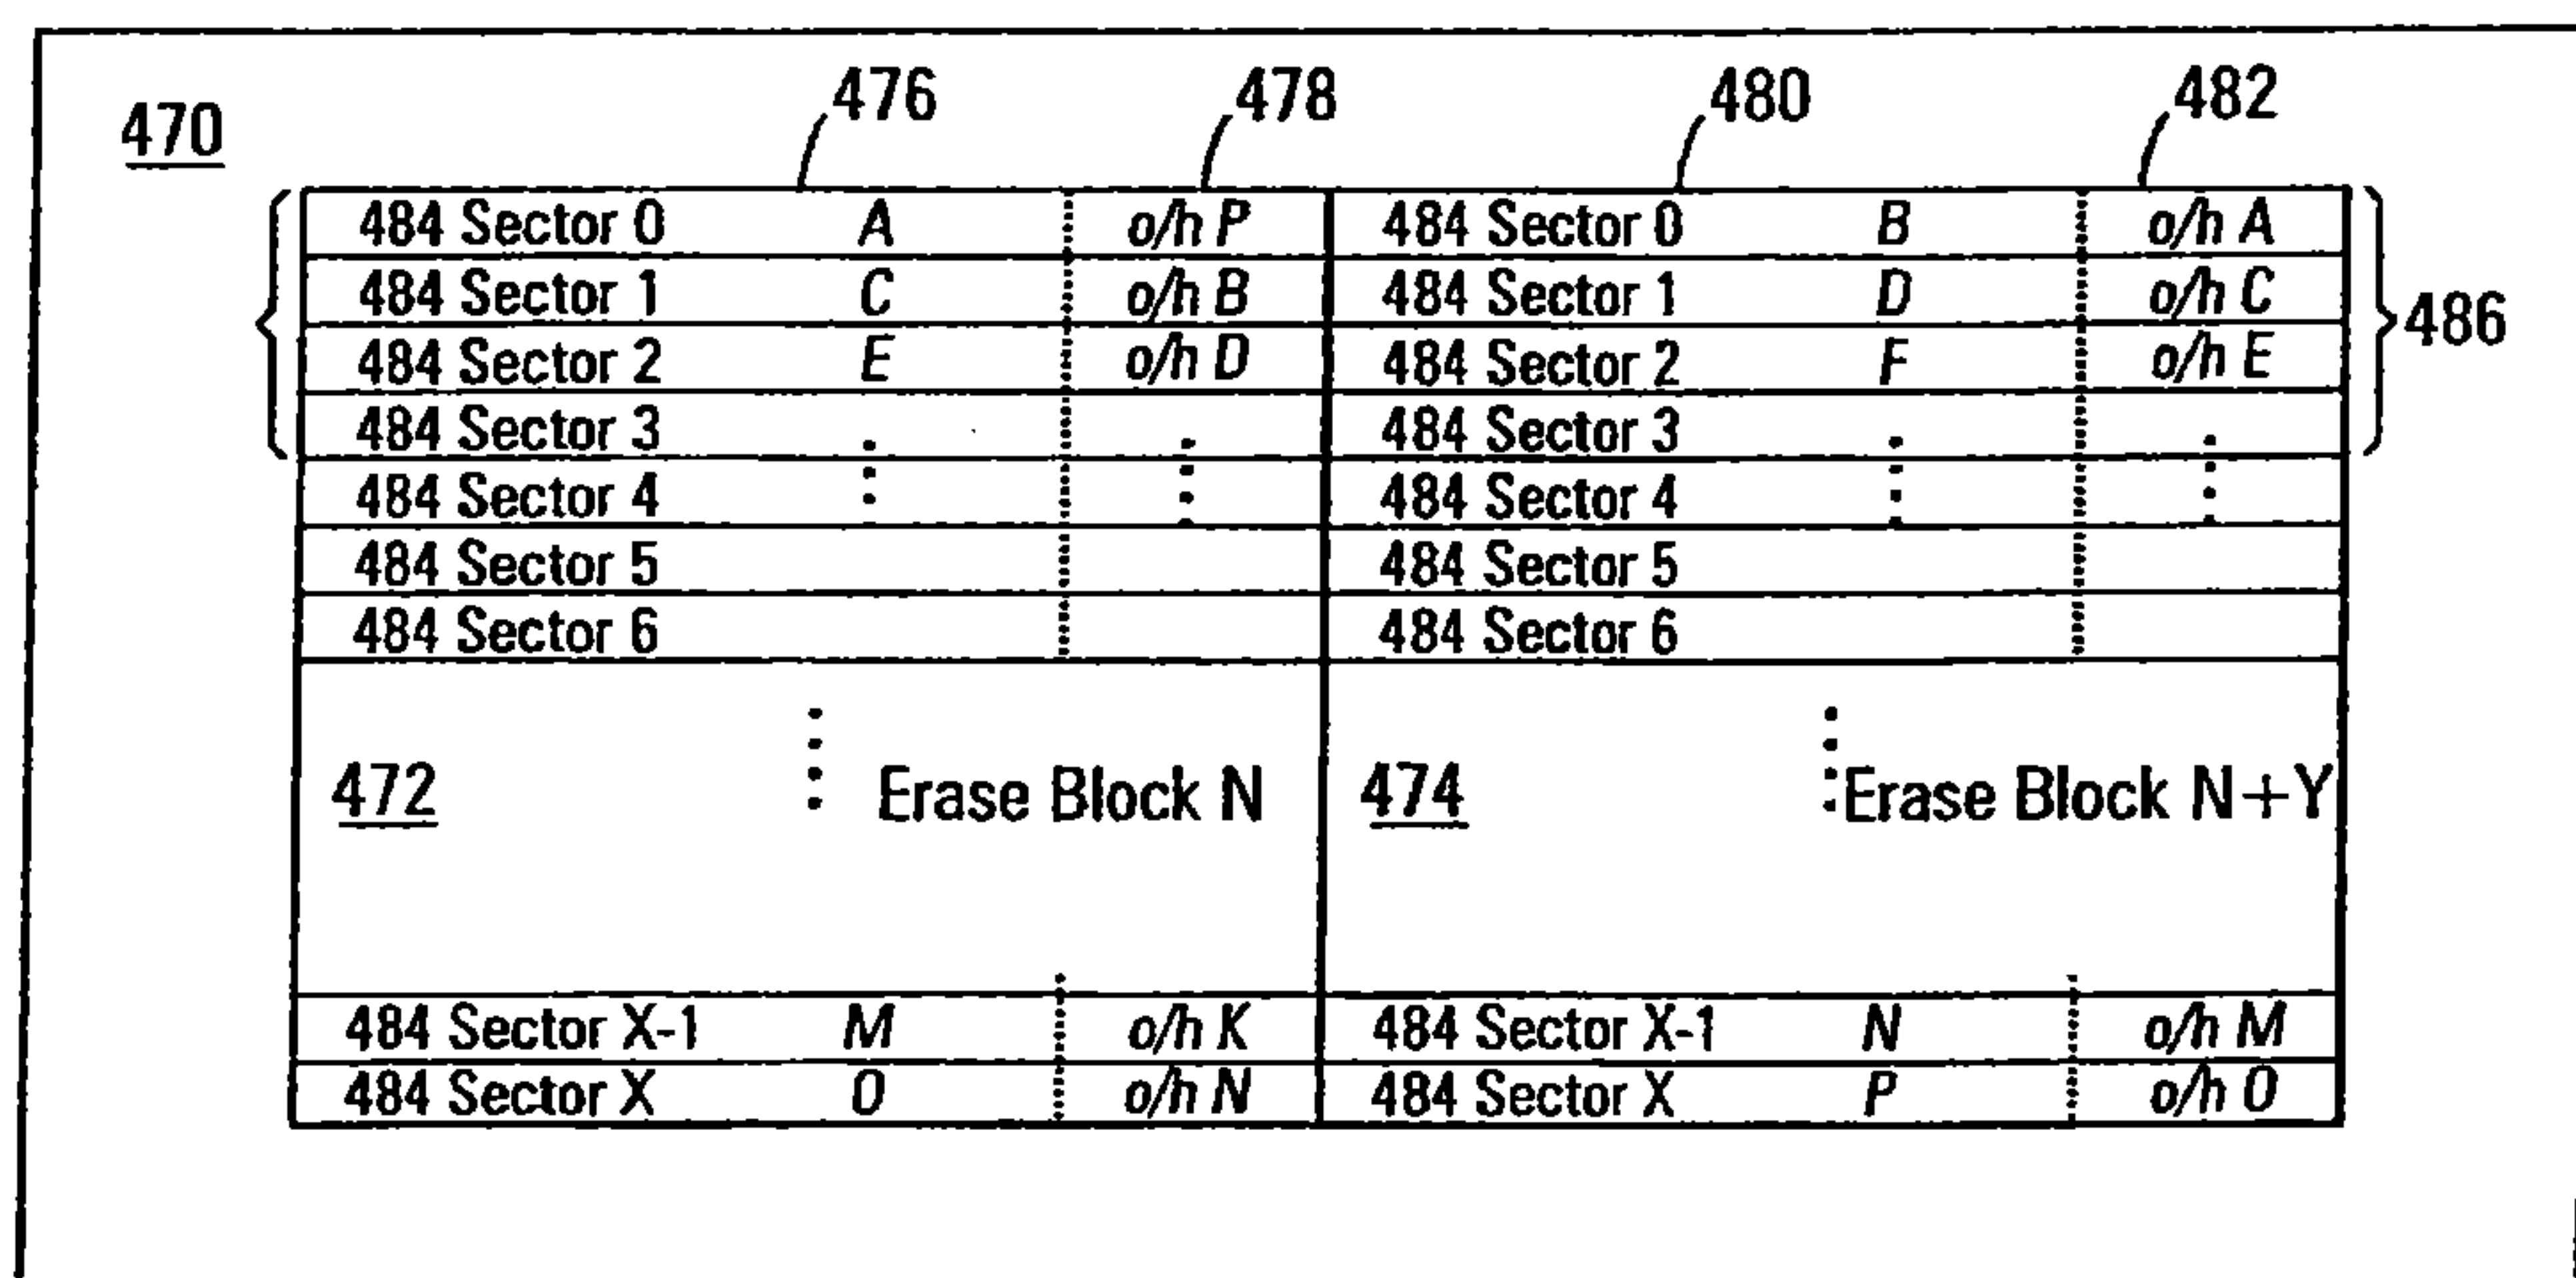 470 476 478 480 482
484 Sector 0 A o/h P 484 Sector 0 B o/h A
484 Sector 1 C o/h B 484 Sector 1 D o/h C
486
484 Sector 2 E o/h D 484 Sector 2 F o/h E
484 Sector 3 484 Sector 3
484 Sector 4 484 Sector 4
484 Sector 5 484 Sector 5
484 Sector 6 484 Sector 6
472 Erase Block N 474 Erase Block N+Y
484 Sector X-1 M o/h K 484 Sector X-1 N o/h M
484 Sector X O o/h N 484 Sector X P o/h O